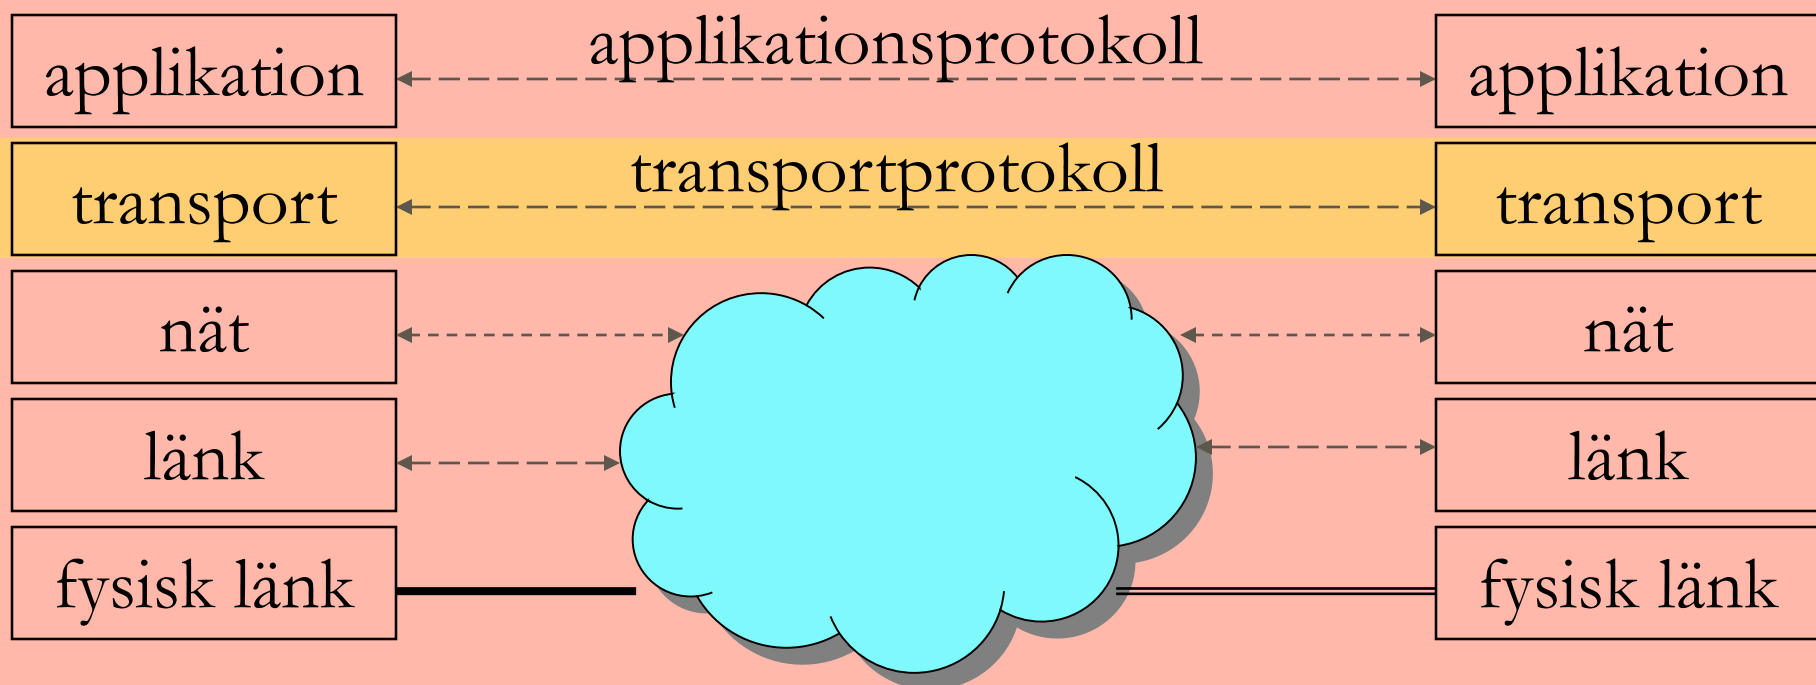 applikation
applikationsprotokoll
applikation
transport
transportprotokoll
transport
nät
nät
länk
länk
fysisk länk
fysisk länk